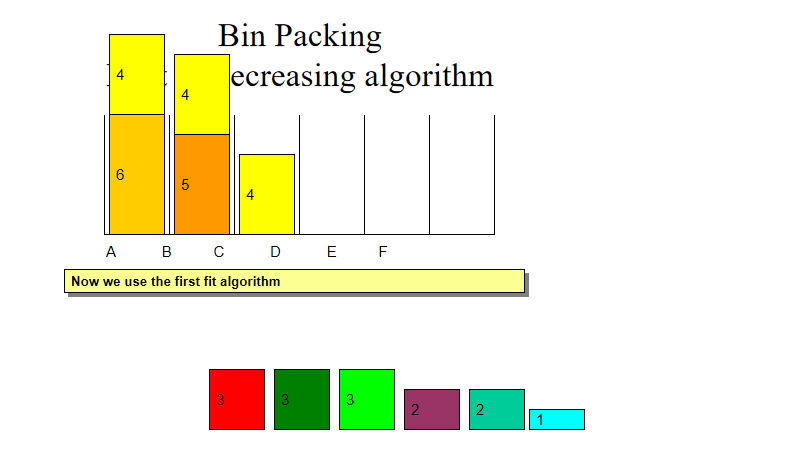 Bin Packing
ecreasing algorithm
4
4
6
5
4
A B C D E F
Now we use the first fit algorithm
3 3 3 2 2 1